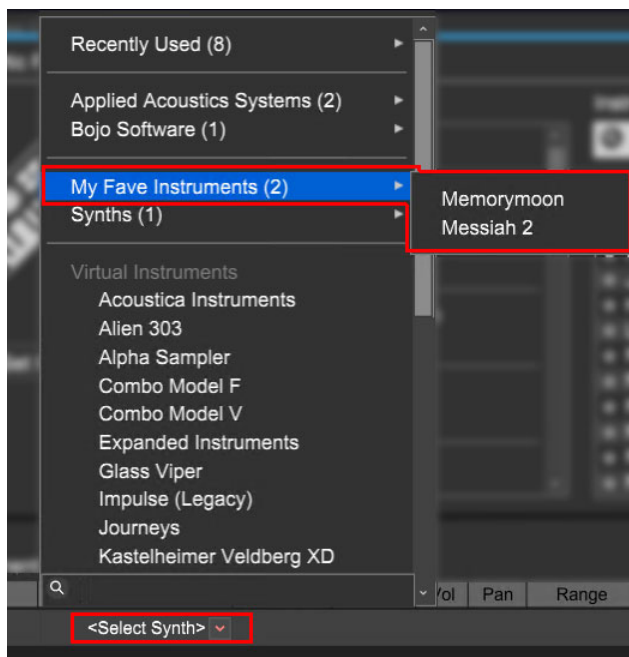 Recently Used (8)
Applied Acoustics Systems (2)
Bojo Software (1)
My Fave Instruments (2)
Memorymoon
Messiah 2
Synths (1)
Virtual Instruments
Acoustica Instruments
Alien 303
Alpha Sampler
Combo Model F
Combo Model V
Expanded Instruments
Glass Viper
Impulse (Legacy)
Journeys
Kastelheimer Veldberg XD
Pan Range
<Select Synth>